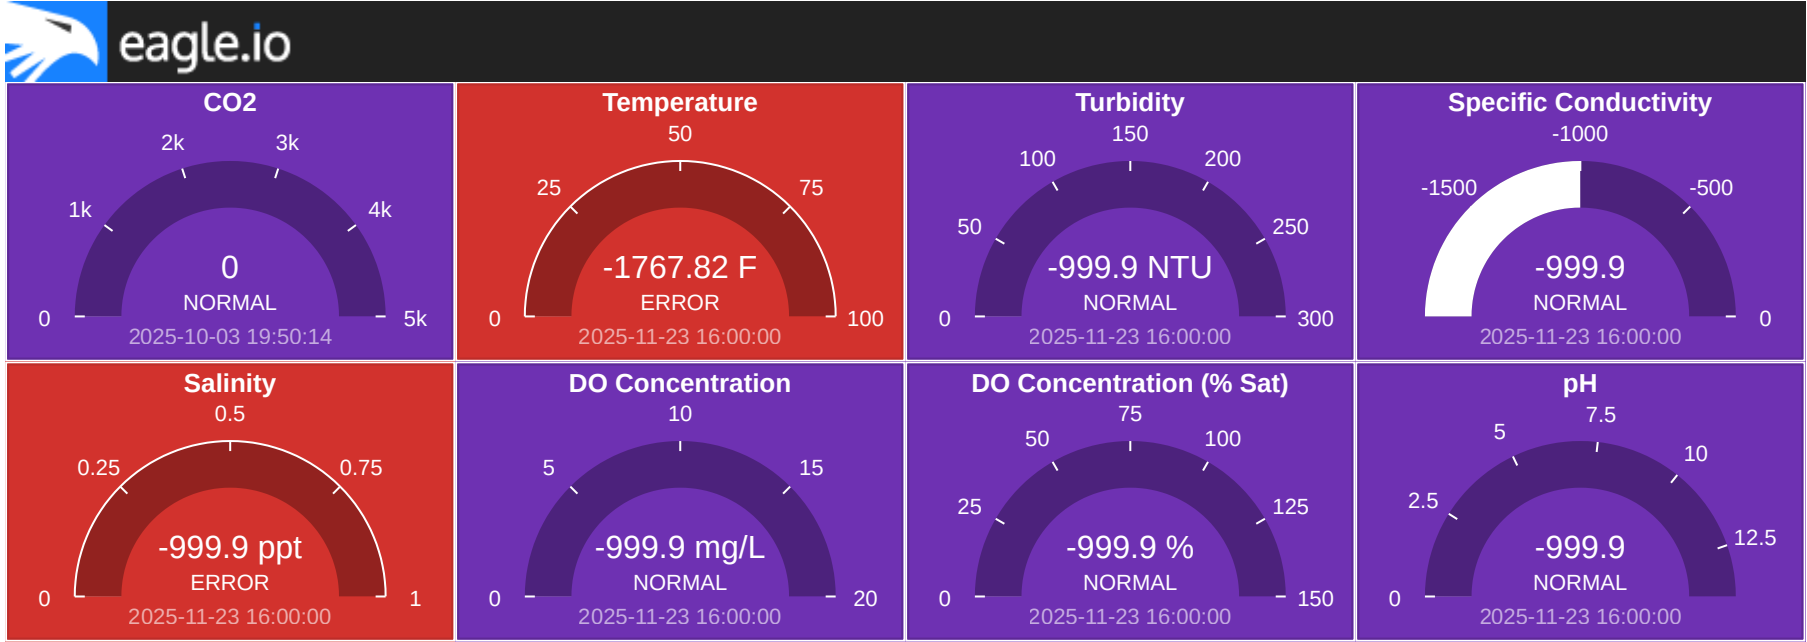 eagle.io
CO2
2k 3k
1k 4k
0
NORMAL
0 5k
2025-10-03 19:50:14
Temperature
50
25 75
-1767.82 F
ERROR
0 100
2025-11-23 16:00:00
Turbidity
150
100 200
50 250
-999.9 NTU
NORMAL
0 300
2025-11-23 16:00:00
Specific Conductivity
-1000
-1500 -500
-999.9
NORMAL
0
2025-11-23 16:00:00
Salinity
0.5
0.25 0.75
-999.9 ppt
ERROR
0 1
2025-11-23 16:00:00
DO Concentration
10
5 15
-999.9 mg/L
NORMAL
0 20
2025-11-23 16:00:00
DO Concentration (% Sat)
75
50 100
25 125
-999.9 %
NORMAL
0 150
2025-11-23 16:00:00
pH
7.5
5 10
2.5 12.5
-999.9
NORMAL
0
2025-11-23 16:00:00